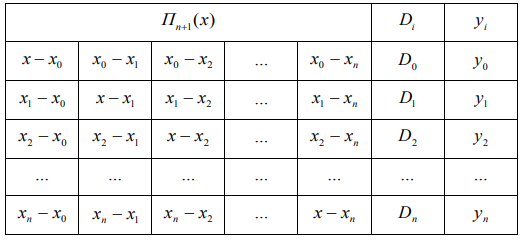 Π_{n+1}(x) D_i y_i
x − x_0 x_0 − x_1 x_0 − x_2 ... x_0 − x_n D_0 y_0
x_1 − x_0 x − x_1 x_1 − x_2 ... x_1 − x_n D_1 y_1
x_2 − x_0 x_2 − x_1 x − x_2 ... x_2 − x_n D_2 y_2
... ... ... ... ... ... ...
x_n − x_0 x_n − x_1 x_n − x_2 ... x − x_n D_n y_n